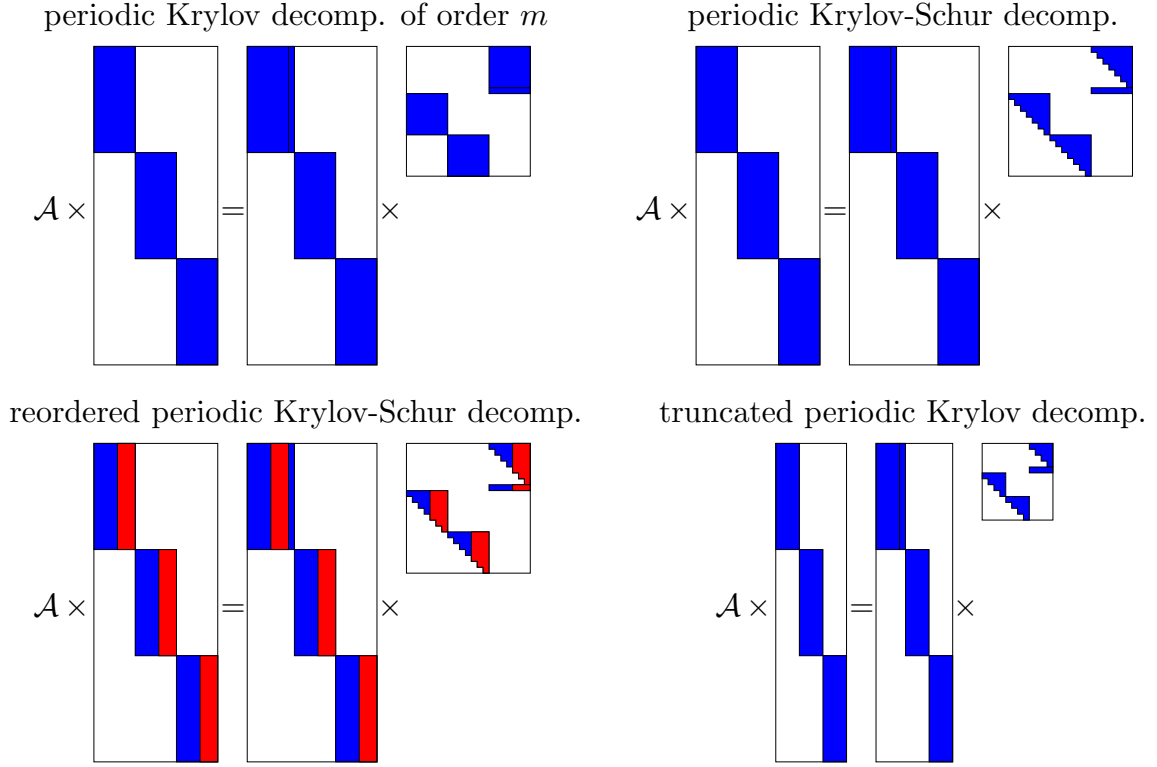 periodic Krylov decomp. of order m
periodic Krylov-Schur decomp.
𝒜 × = ×
𝒜 × = ×
reordered periodic Krylov-Schur decomp.
truncated periodic Krylov decomp.
𝒜 × = ×
𝒜 × = ×